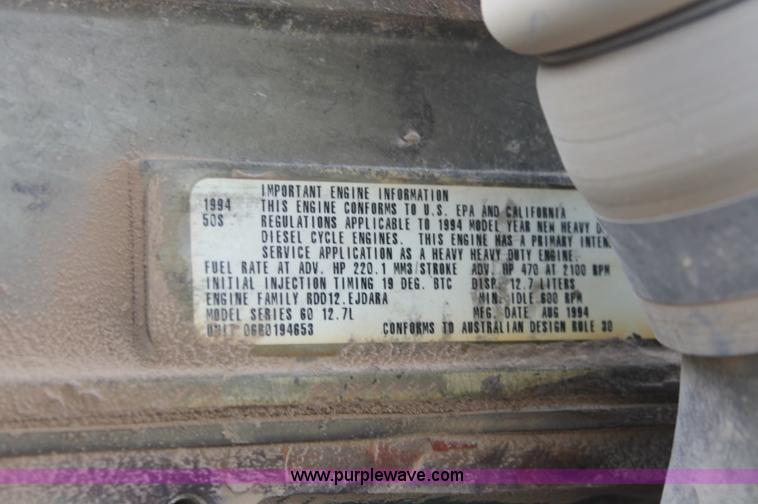 IMPORTANT ENGINE INFORMATION
1994 THIS ENGINE CONFORMS TO U.S. EPA AND CALIFORNIA
50S REGULATIONS APPLICABLE TO 1994 MODEL YEAR NEW HEAVY
DIESEL CYCLE ENGINES. THIS ENGINE HAS A PRIMARY
SERVICE APPLICATION AS A HEAVY HEAVY DUTY ENGINE.
FUEL RATE AT ADV. HP 220.1 MM3/STROKE ADV. HP 470 AT 2100 RPM
INITIAL INJECTION TIMING 19 DEG. BTC DISP. 12.7 LITERS
ENGINE FAMILY RDD12.EJDARA MIN. IDLE 600 RPM
MODEL SERIES 60 12.7L MFG. DATE AUG 1994
UNIT 06R0194653 CONFORMS TO AUSTRALIAN DESIGN RULE 30
www.purplewave.com